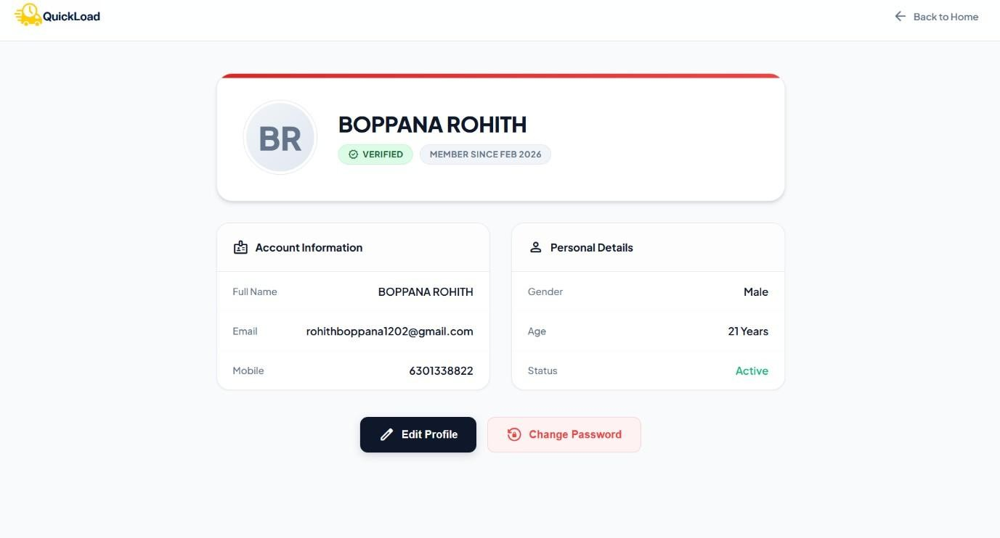 QuickLoad
Back to Home
BR
BOPPANA ROHITH
VERIFIED
MEMBER SINCE FEB 2026
Account Information
Full Name BOPPANA ROHITH
Email rohithboppana1202@gmail.com
Mobile 6301338822
Personal Details
Gender Male
Age 21 Years
Status Active
Edit Profile
Change Password